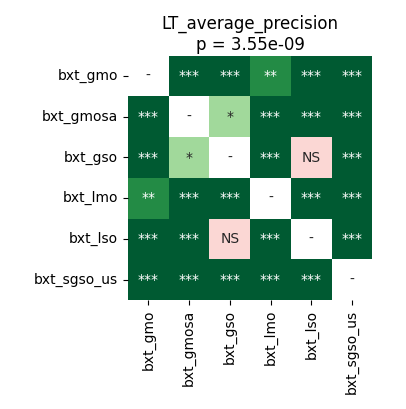 LT_average_precision
p = 3.55e-09
bxt_gmo - *** *** ** *** ***
bxt_gmosa *** - * *** *** ***
bxt_gso *** * - *** NS ***
bxt_lmo ** *** *** - *** ***
bxt_lso *** *** NS *** - ***
bxt_sgso_us *** *** *** *** *** -
bxt_gmo
bxt_gmosa
bxt_gso
bxt_lmo
bxt_lso
bxt_sgso_us